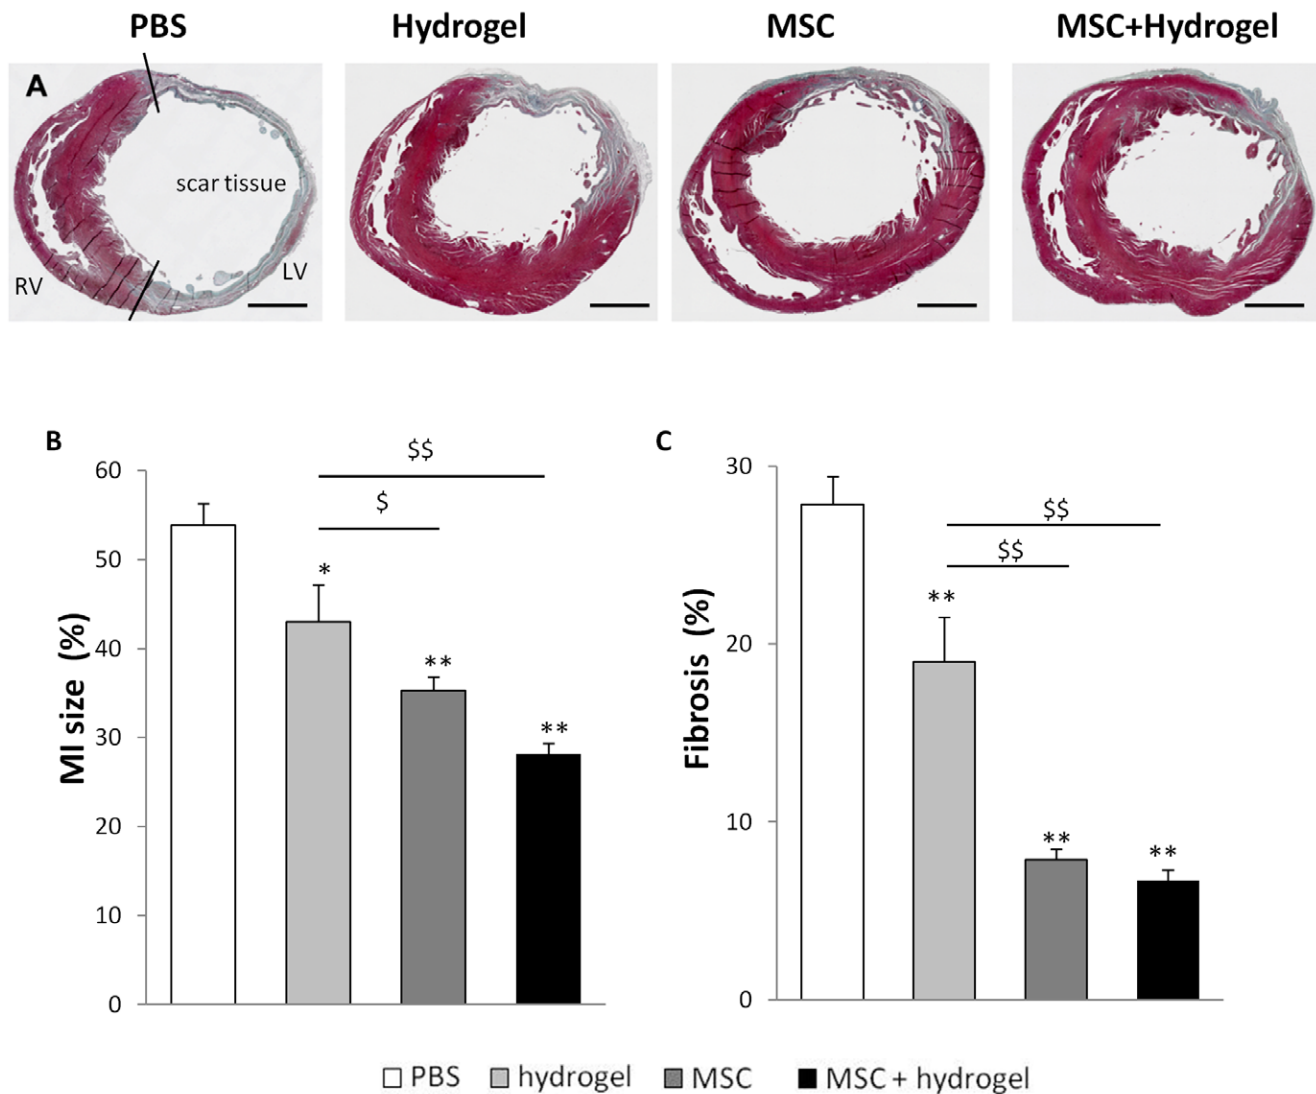 PBS Hydrogel MSC MSC+Hydrogel
A
scar tissue
RV
LV
B
$$
$
*
**
**
60
50
40
30
20
10
0
MI size (%)
C
$$
$$
**
**
**
30
20
10
0
Fibrosis (%)
PBS hydrogel MSC MSC + hydrogel